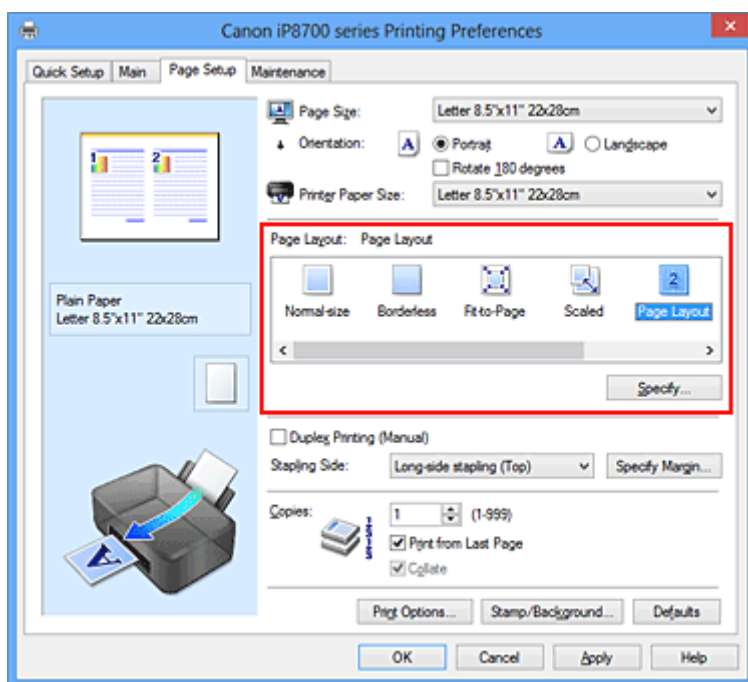 Canon iP8700 series Printing Preferences
Quick Setup Main Page Setup Maintenance
1 2
Plain Paper
Letter 8.5"x11" 22x28cm
Page Size: Letter 8.5"x11" 22x28cm
Orientation: A Portrait A Landscape
Rotate 180 degrees
Printer Paper Size: Letter 8.5"x11" 22x28cm
Page Layout: Page Layout
2
Normal-size Borderless Fit-to-Page Scaled Page Layout
Specify...
Duplex Printing (Manual)
Stapling Side: Long-side stapling (Top) Specify Margin...
Copies: 1 (1-999)
Print from Last Page
Collate
A
Print Options... Stamp/Background... Defaults
OK Cancel Apply Help